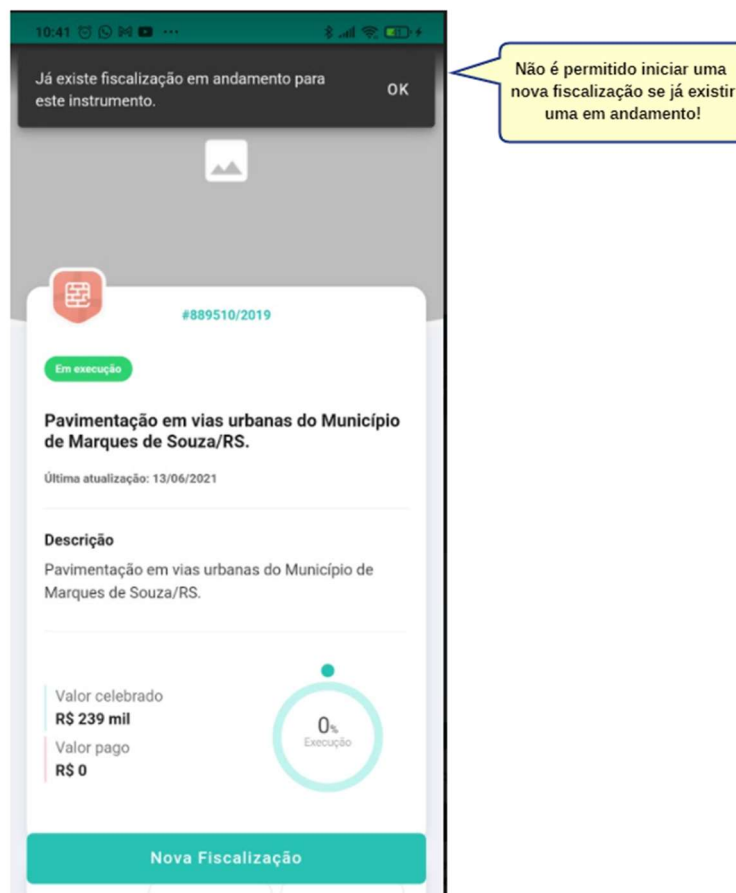 10:41
Já existe fiscalização em andamento para
este instrumento.
OK
Não é permitido iniciar uma
nova fiscalização se já existir
uma em andamento!
#889510/2019
Em execução
Pavimentação em vias urbanas do Município
de Marques de Souza/RS.
Última atualização: 13/06/2021
Descrição
Pavimentação em vias urbanas do Município de
Marques de Souza/RS.
Valor celebrado
R$ 239 mil
Valor pago
R$ 0
0%
Execução
Nova Fiscalização